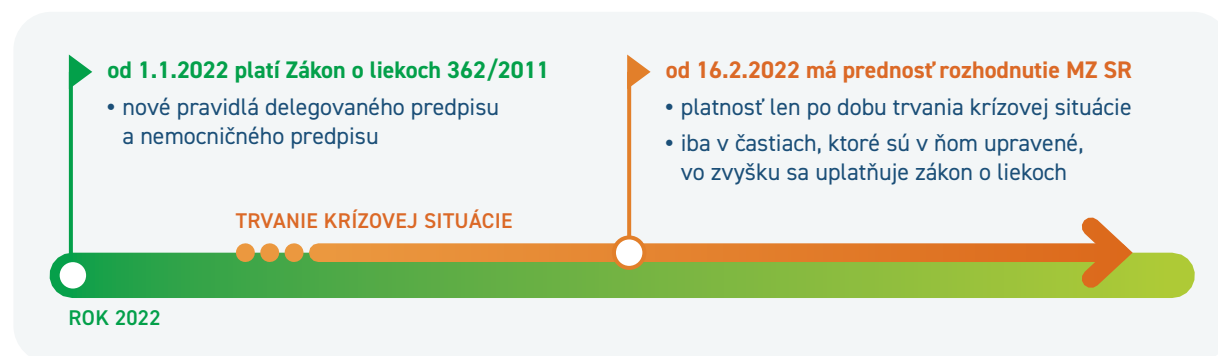 od 1.1.2022 platí Zákon o liekoch 362/2011
• nové pravidlá delegovaného predpisu
a nemocničného predpisu
od 16.2.2022 má prednosť rozhodnutie MZ SR
• platnosť len po dobu trvania krízovej situácie
• iba v častiach, ktoré sú v ňom upravené,
vo zvyšku sa uplatňuje zákon o liekoch
TRVANIE KRÍZOVEJ SITUÁCIE
ROK 2022